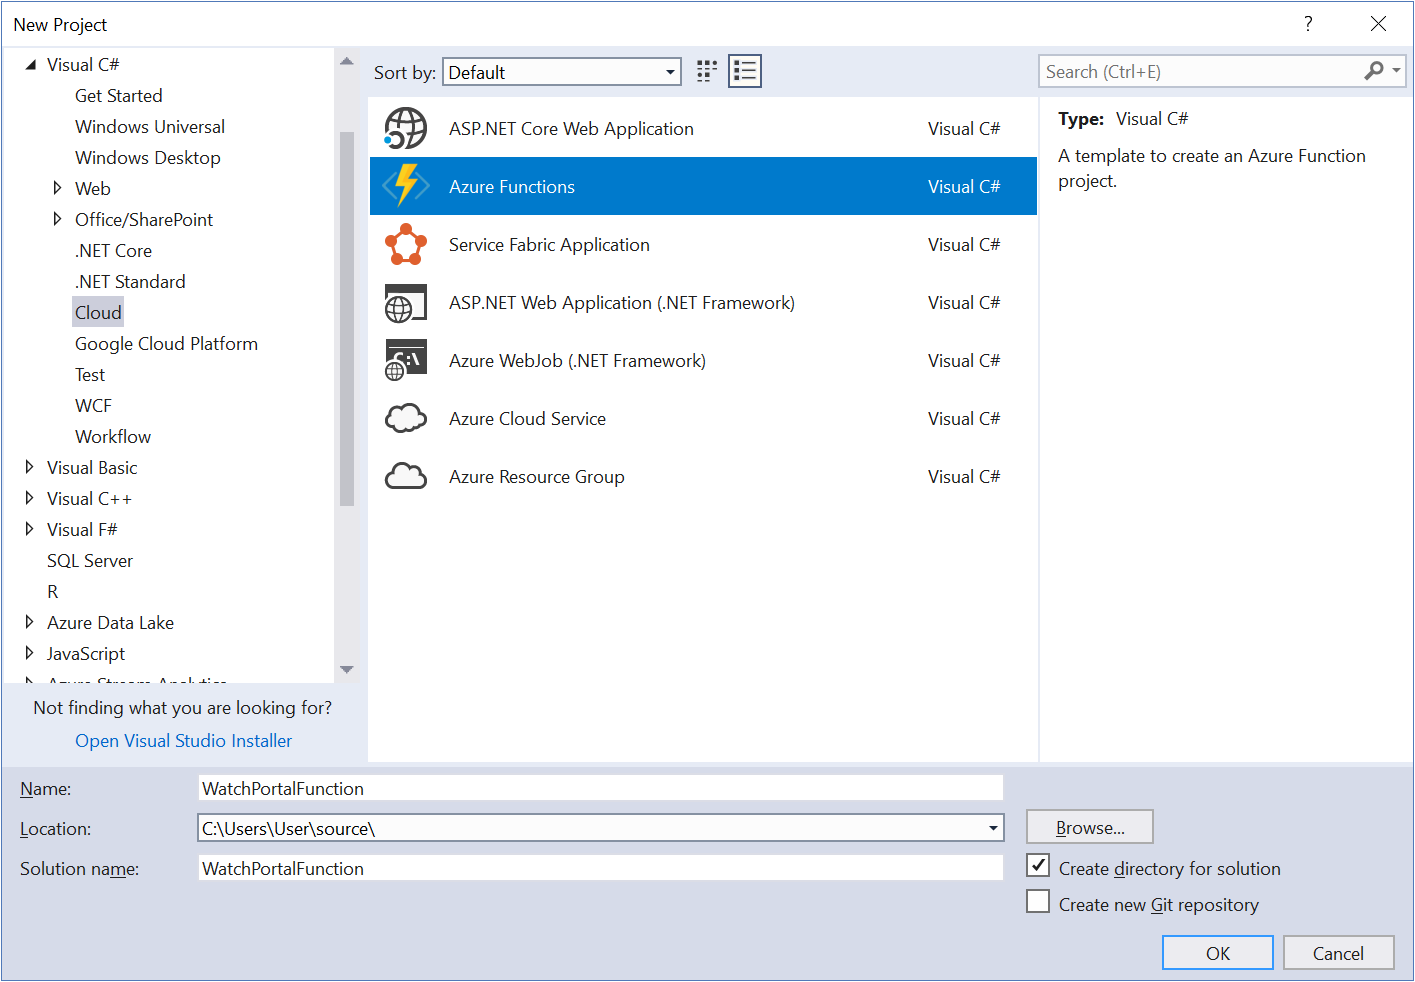 New Project
?
Visual C#
Get Started
Windows Universal
Windows Desktop
Web
Office/SharePoint
.NET Core
.NET Standard
Cloud
Google Cloud Platform
Test
WCF
Workflow
Visual Basic
Visual C++
Visual F#
SQL Server
R
Azure Data Lake
JavaScript
Azure Stream Analytics
Not finding what you are looking for?
Open Visual Studio Installer
Sort by: Default
Search (Ctrl+E)
ASP.NET Core Web Application Visual C#
Azure Functions Visual C#
Service Fabric Application Visual C#
ASP.NET Web Application (.NET Framework) Visual C#
Azure WebJob (.NET Framework) Visual C#
Azure Cloud Service Visual C#
Azure Resource Group Visual C#
Type: Visual C#
A template to create an Azure Function
project.
Name: WatchPortalFunction
Location: C:\Users\User\source\
Browse...
Solution name: WatchPortalFunction
Create directory for solution
Create new Git repository
OK Cancel